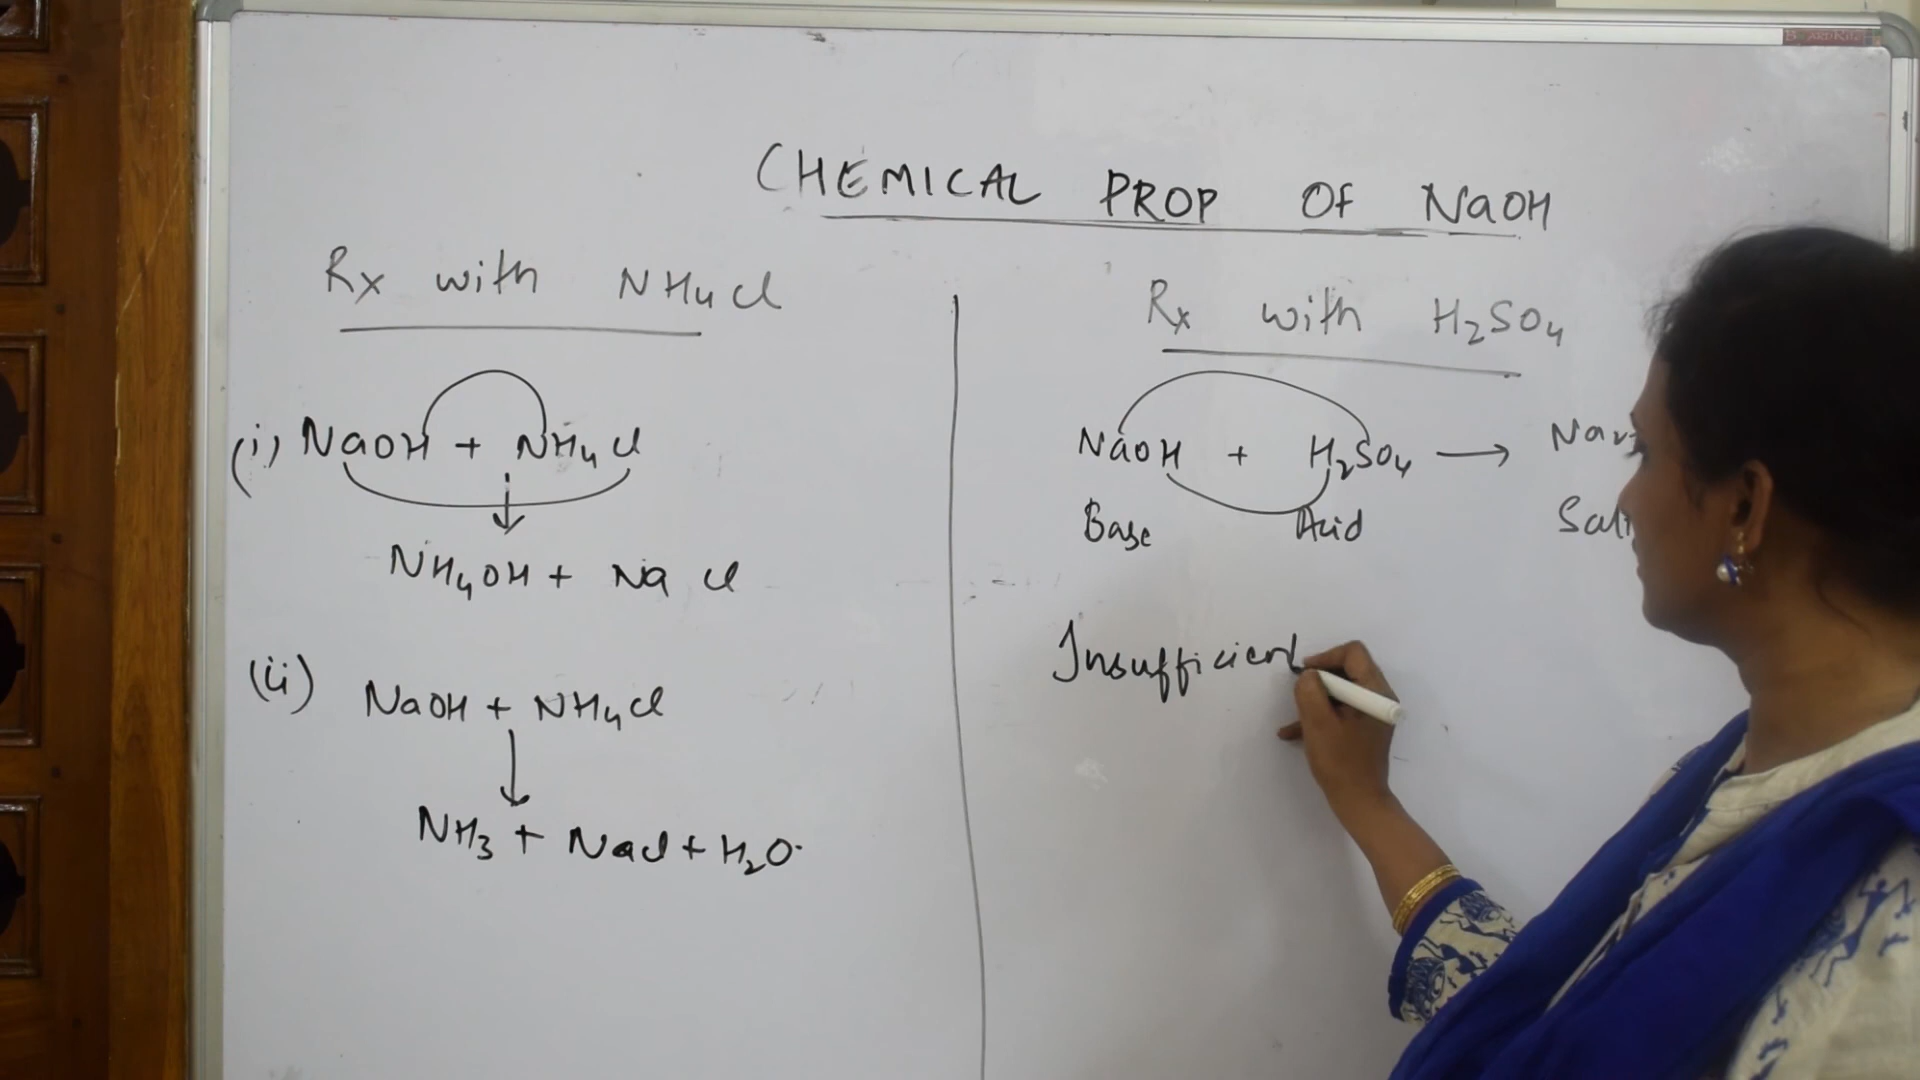 CHEMICAL PROP OF NaOH
Rx with NH4Cl
(i) NaOH + NH4Cl
↓
NH4OH + NaCl
(ii) NaOH + NH4Cl
↓
NH3 + NaCl + H2O.
Rx with H2SO4
NaOH + H2SO4 →
Base Acid
Insufficient